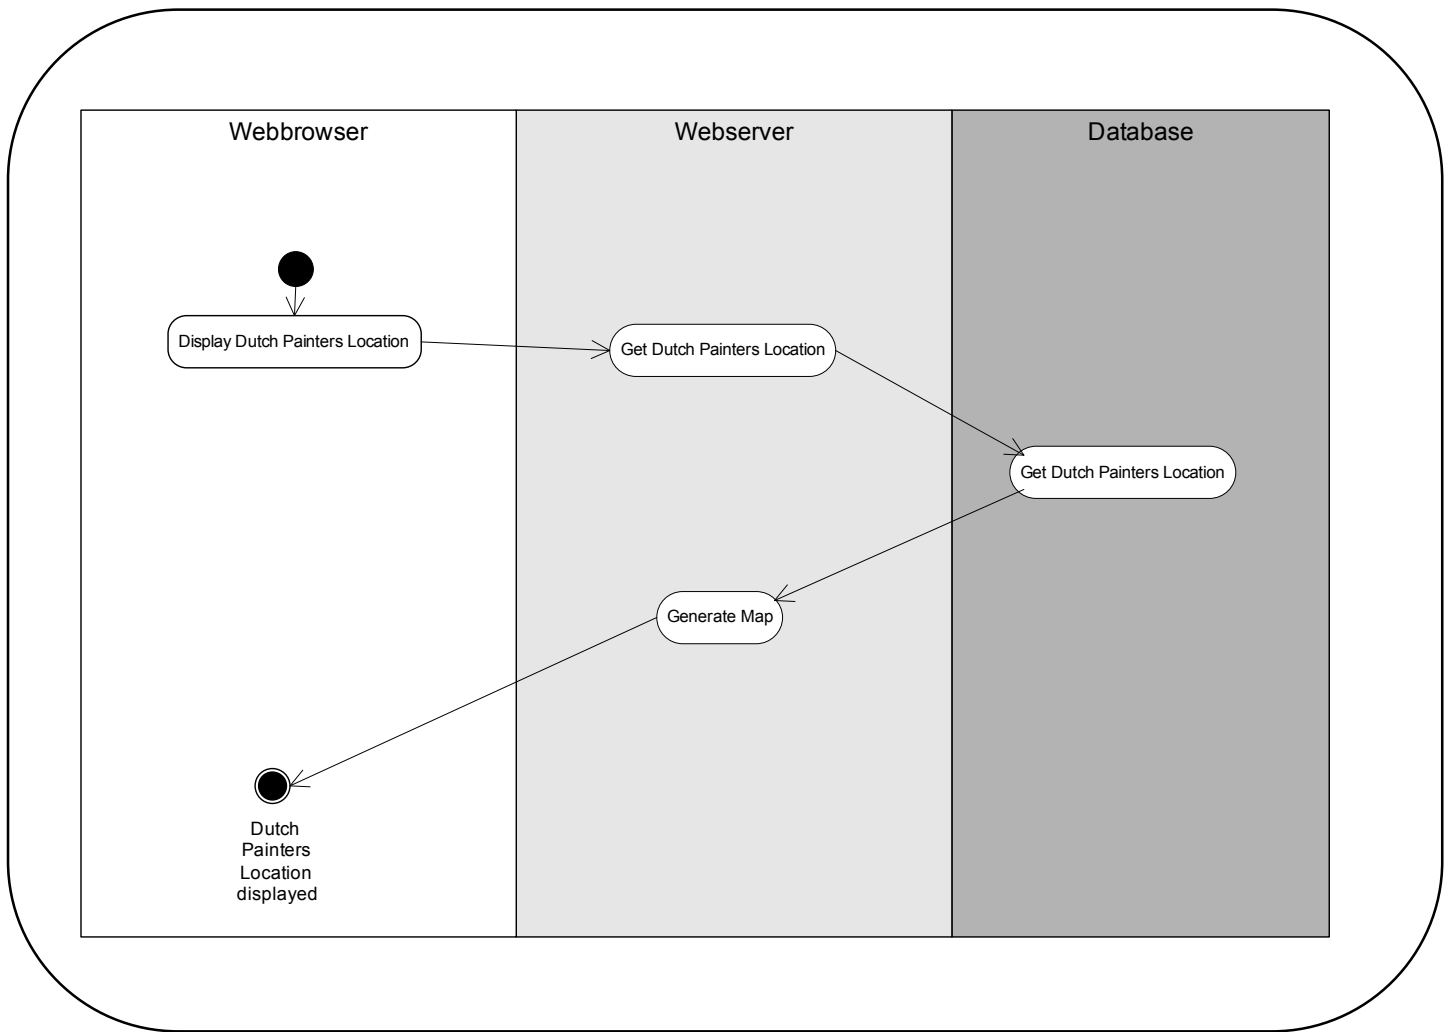 Webbrowser
Webserver
Database
Display Dutch Painters Location
Get Dutch Painters Location
Get Dutch Painters Location
Generate Map
Dutch
Painters
Location
displayed